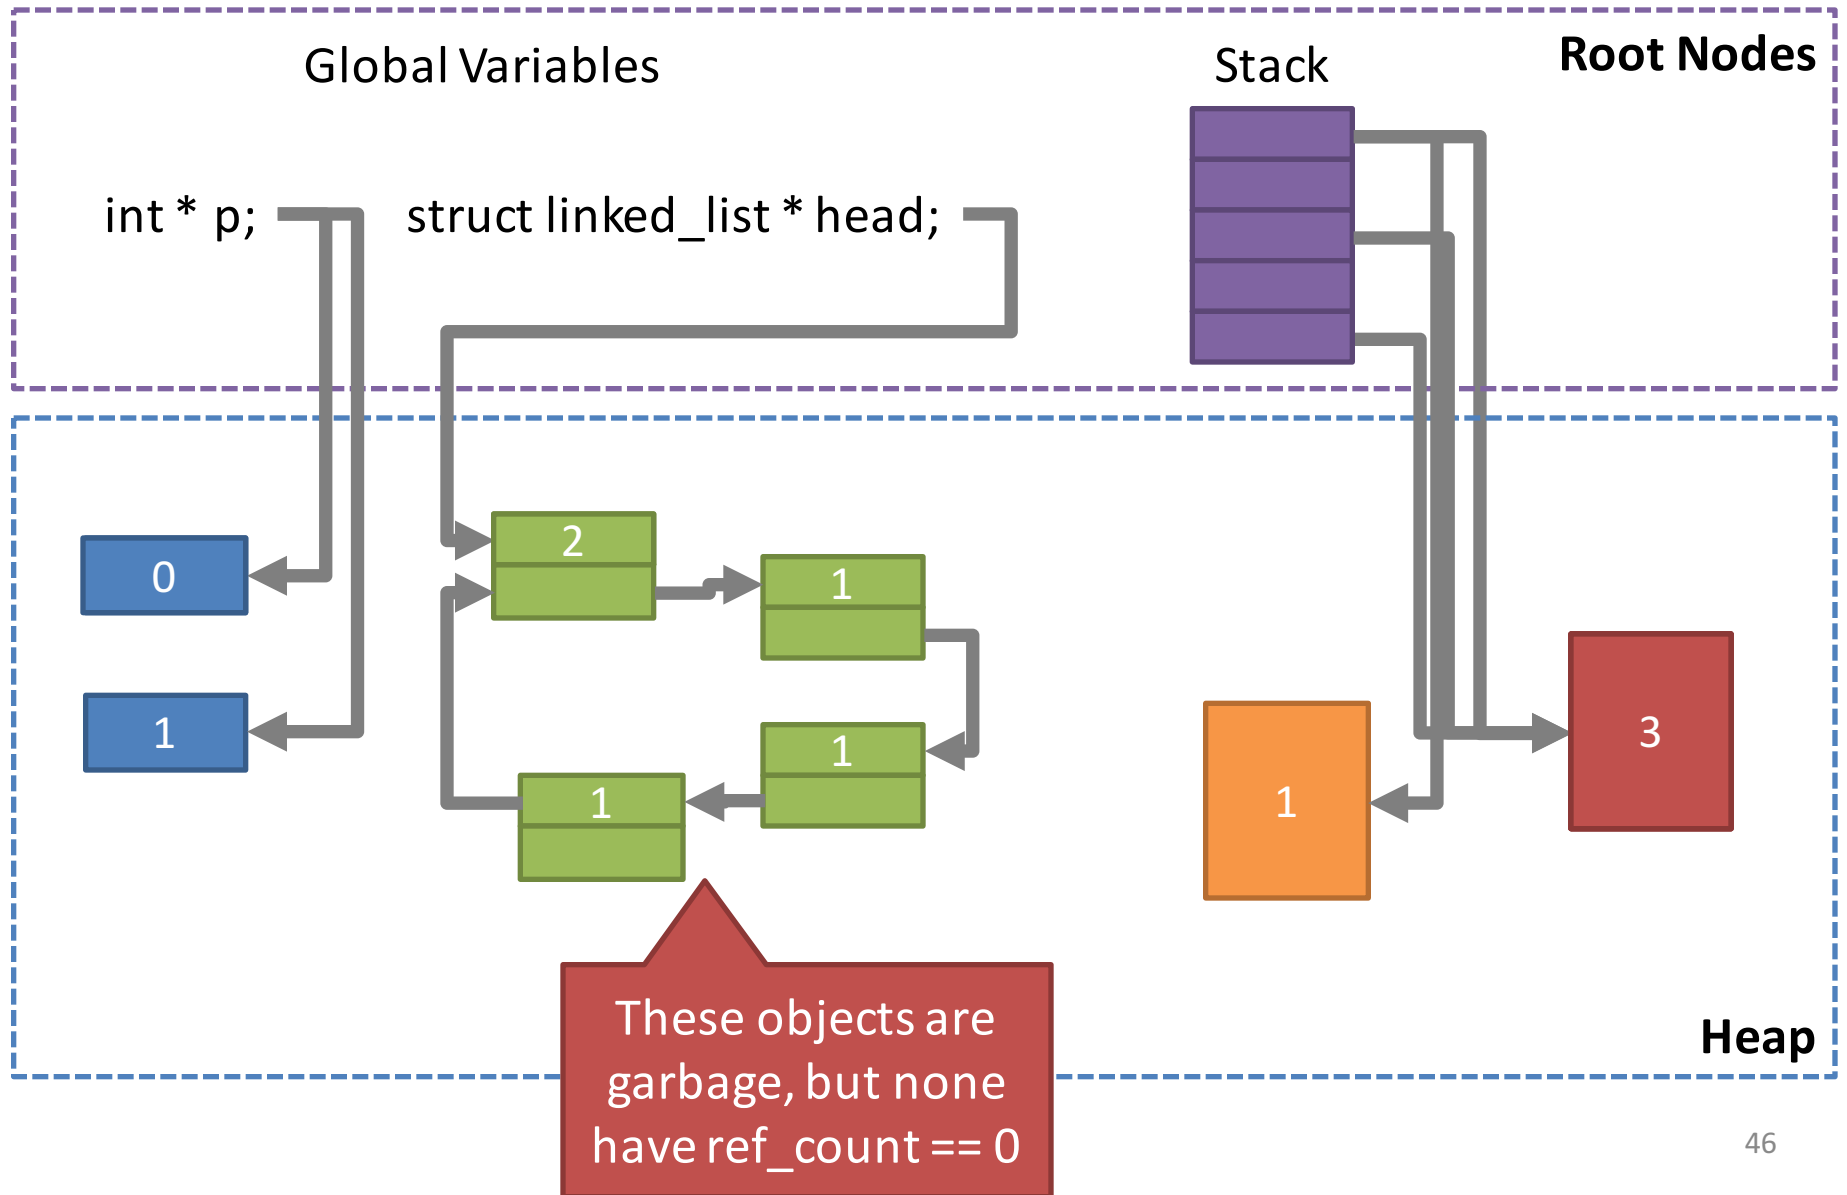 Root Nodes
Global Variables
Stack
int * p;
struct linked_list * head;
0
2
1
1
1
1
1
3
These objects are
garbage, but none
have ref_count == 0
Heap
46